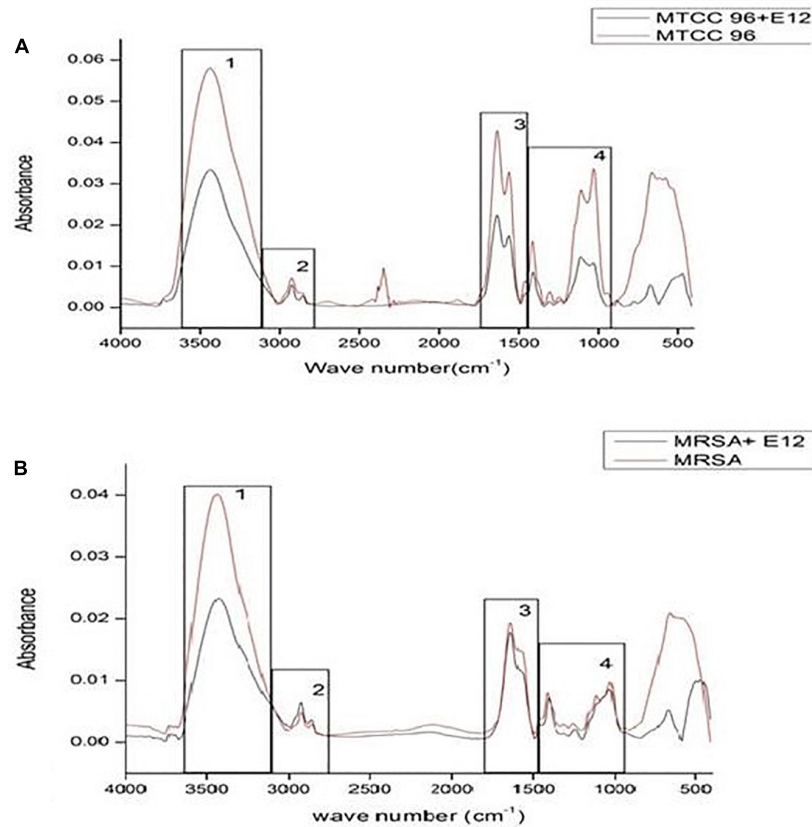 A
MTCC 96+E12
MTCC 96
0.06
0.05
0.04
0.03
0.02
0.01
0.00
Absorbance
1
2
3
4
4000 3500 3000 2500 2000 1500 1000 500
Wave number(cm-1)
B
MRSA+ E12
MRSA
0.04
0.03
0.02
0.01
0.00
Absorbance
1
2
3
4
4000 3500 3000 2500 2000 1500 1000 500
wave number (cm-1)